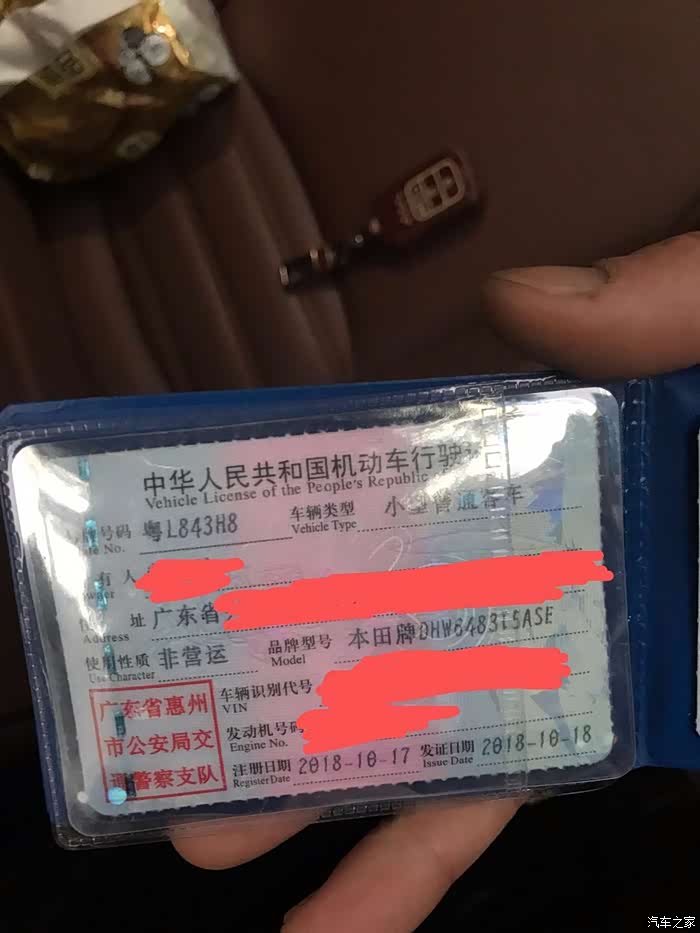 中华人民共和国机动车行驶
Vehicle License of the People's Republic
号码 粤L843H8 车辆类型 小型普通客车
No. Vehicle Type
有 人
址 广东省
Address
使用性质 非营运 品牌型号 本田牌DHW6483T5ASE
Use Character Model
广东省惠州
市公安局交
通警察支队
车辆识别代号
VIN
发动机号码
Engine No.
注册日期 2018-10-17 发证日期 2018-10-18
Register Date Issue Date
汽车之家